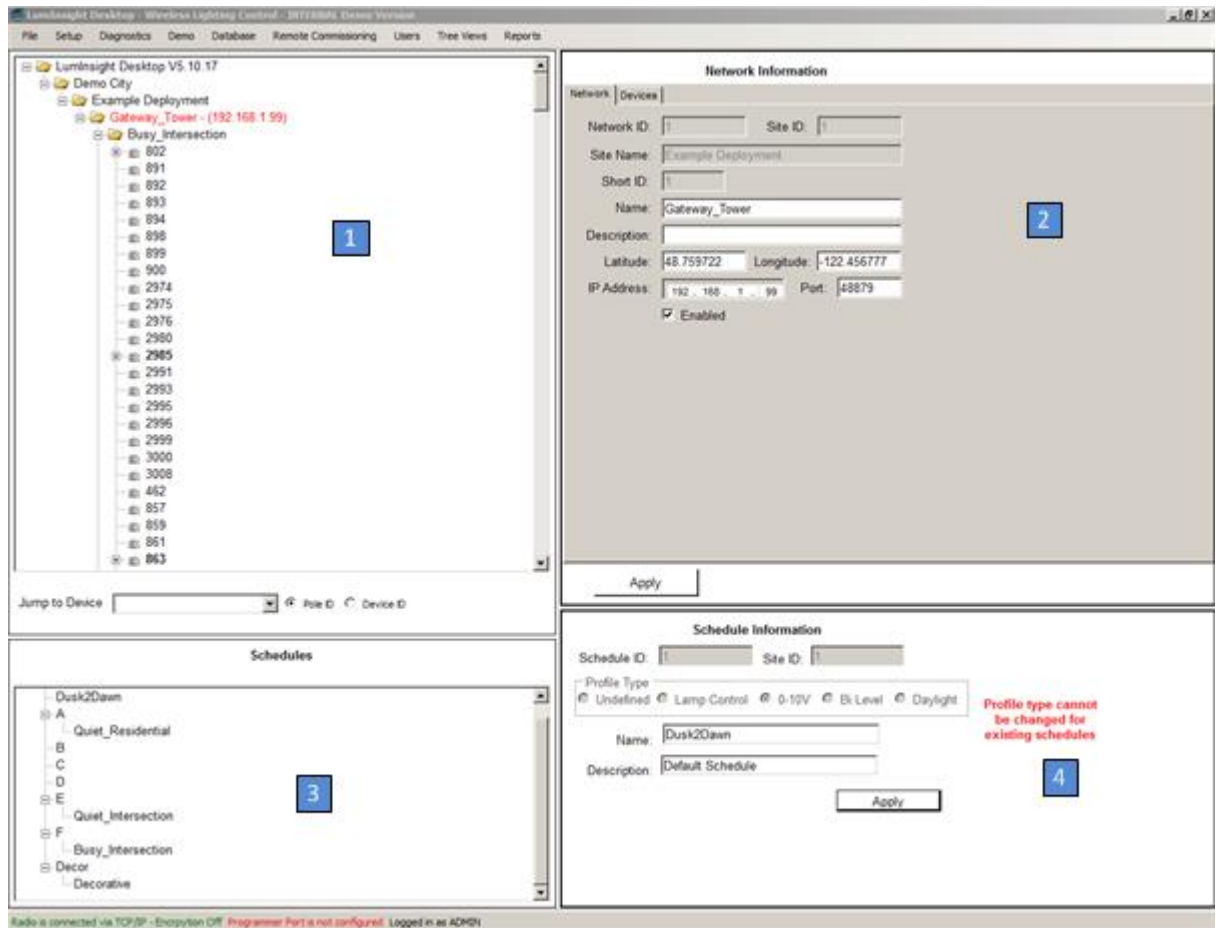 LumInsight Desktop - Wireless Lighting Control - INTERNAL Demo Version
File Setup Diagnostics Demo Database Remote Commissioning Users Tree Views Reports
LumInsight Desktop V5.10.17
Demo City
Example Deployment
Gateway_Tower - (192.168.1.99)
Busy_Intersection
802
891
892
893
894
898
899
900
2974
2975
2976
2980
2985
2991
2993
2995
2996
2999
3000
3008
462
857
859
861
863
1
Jump to Device Pole ID Device ID
Network Information
Network Devices
Network ID: 1 Site ID: 1
Site Name: Example Deployment
Short ID: 1
Name: Gateway_Tower
Description:
Latitude: 48.759722 Longitude: -122.456777
IP Address: 192 . 168 . 1 . 99 Port: 48879
Enabled
2
Apply
Schedules
Dusk2Dawn
A
Quiet_Residential
B
C
D
E
Quiet_Intersection
F
Busy_Intersection
Decor
Decorative
3
Schedule Information
Schedule ID: 1 Site ID: 1
Profile Type
Undefined Lamp Control 0-10V Bi Level Daylight
Profile type cannot
be changed for
existing schedules
Name: Dusk2Dawn
Description: Default Schedule
4
Apply
Radio is connected via TCP/IP - Encryption Off Programmer Port is not configured. Logged in as ADMIN